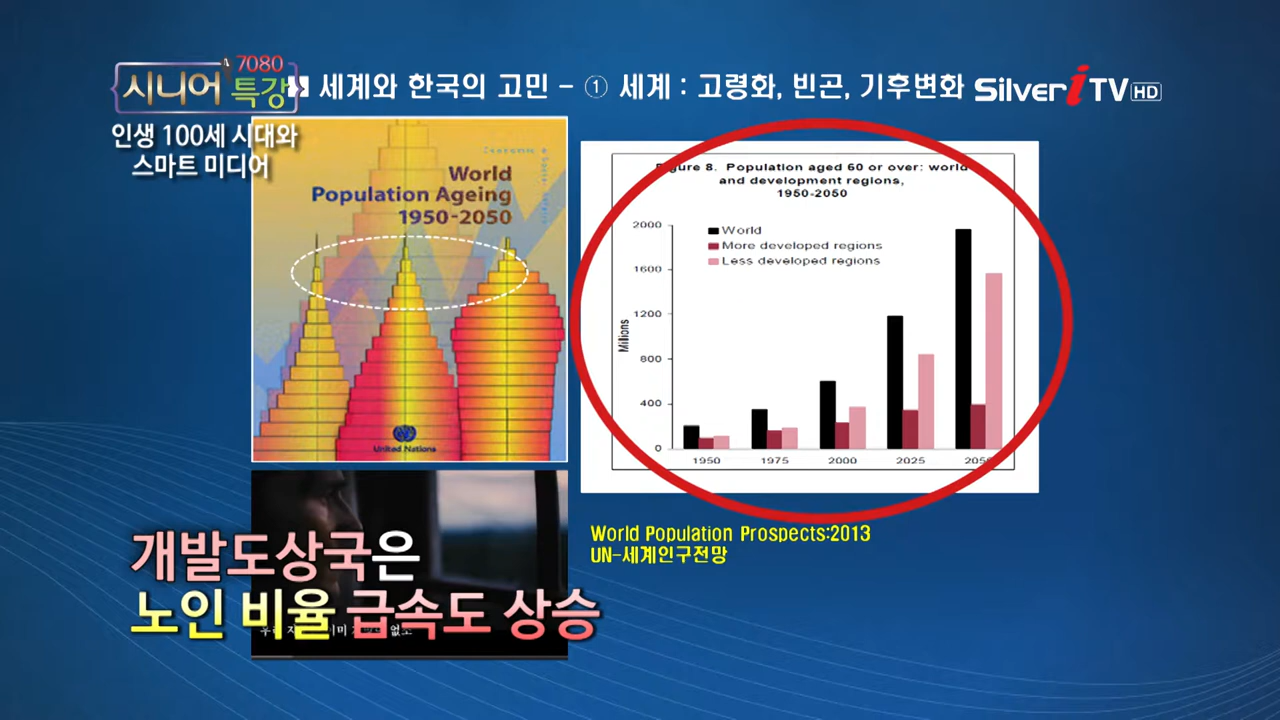 7080
시니어 특강
인생 100세 시대와
스마트 미디어
세계와 한국의 고민 - ① 세계 : 고령화, 빈곤, 기후변화
Silver i TV HD
World
Population Ageing
1950-2050
United Nations
Figure 8. Population aged 60 or over: world
and development regions,
1950-2050
2000
1600
1200
800
400
0
Millions
World
More developed regions
Less developed regions
1950
1975
2000
2025
2050
World Population Prospects:2013
UN-세계인구전망
개발도상국은
노인 비율 급속도 상승
없소